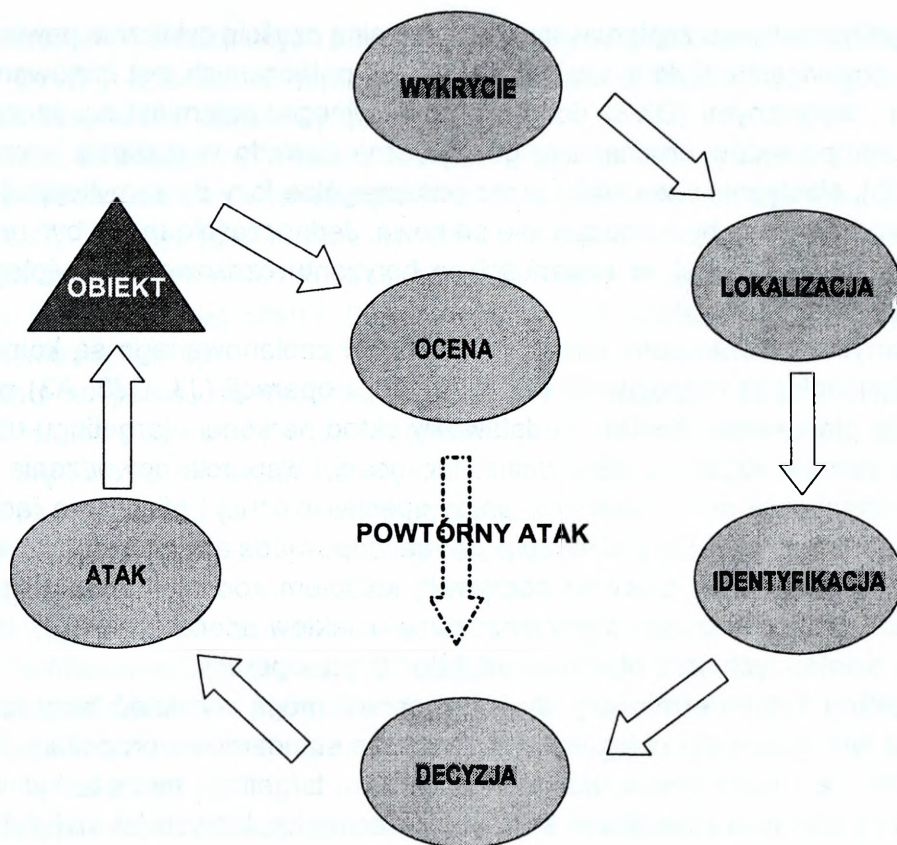 WYKRYCIE
OBIEKT
LOKALIZACJA
OCENA
POWTÓRNY ATAK
ATAK
IDENTYFIKACJA
DECYZJA